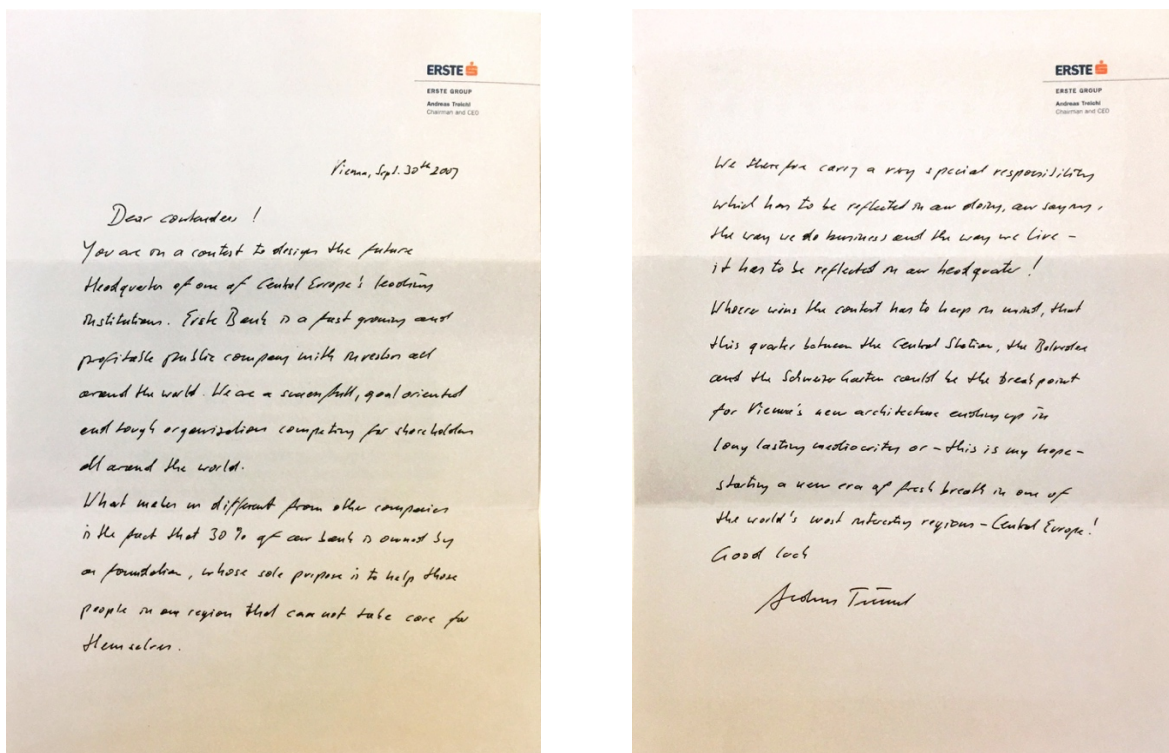 ERSTE
ERSTE GROUP
Andreas Treichl
Chairman and CEO
Vienna, Sept. 30th 2007
Dear contenders !
You are on a contest to design the future
Headquater of one of Central Europe's leading
institutions. Erste Bank is a fast growing and
profitable public company with investors all
around the world. We are a successfull, goal oriented
and tough organization competing for shareholders
all around the world.
What makes us different from other companies
is the fact that 30 % of our bank is owned by
a foundation, whose sole purpose is to help those
people in our region that can not take care for
themselves.
ERSTE
ERSTE GROUP
Andreas Treichl
Chairman and CEO
We therefore carry a very special responsibility
which has to be reflected in our doing, our saying,
the way we do business and the way we live –
it has to be reflected in our headquater !
Whoever wins the contest has to keep in mind, that
this quater between the Central Station, the Belvedere
and the Schweizer Garten could be the breakpoint
for Vienna's new architecture ending up in
long lasting mediocrity or – this is my hope –
starting a new era of fresh breath in one of
the world's most interesting regions – Central Europe!
Good luck